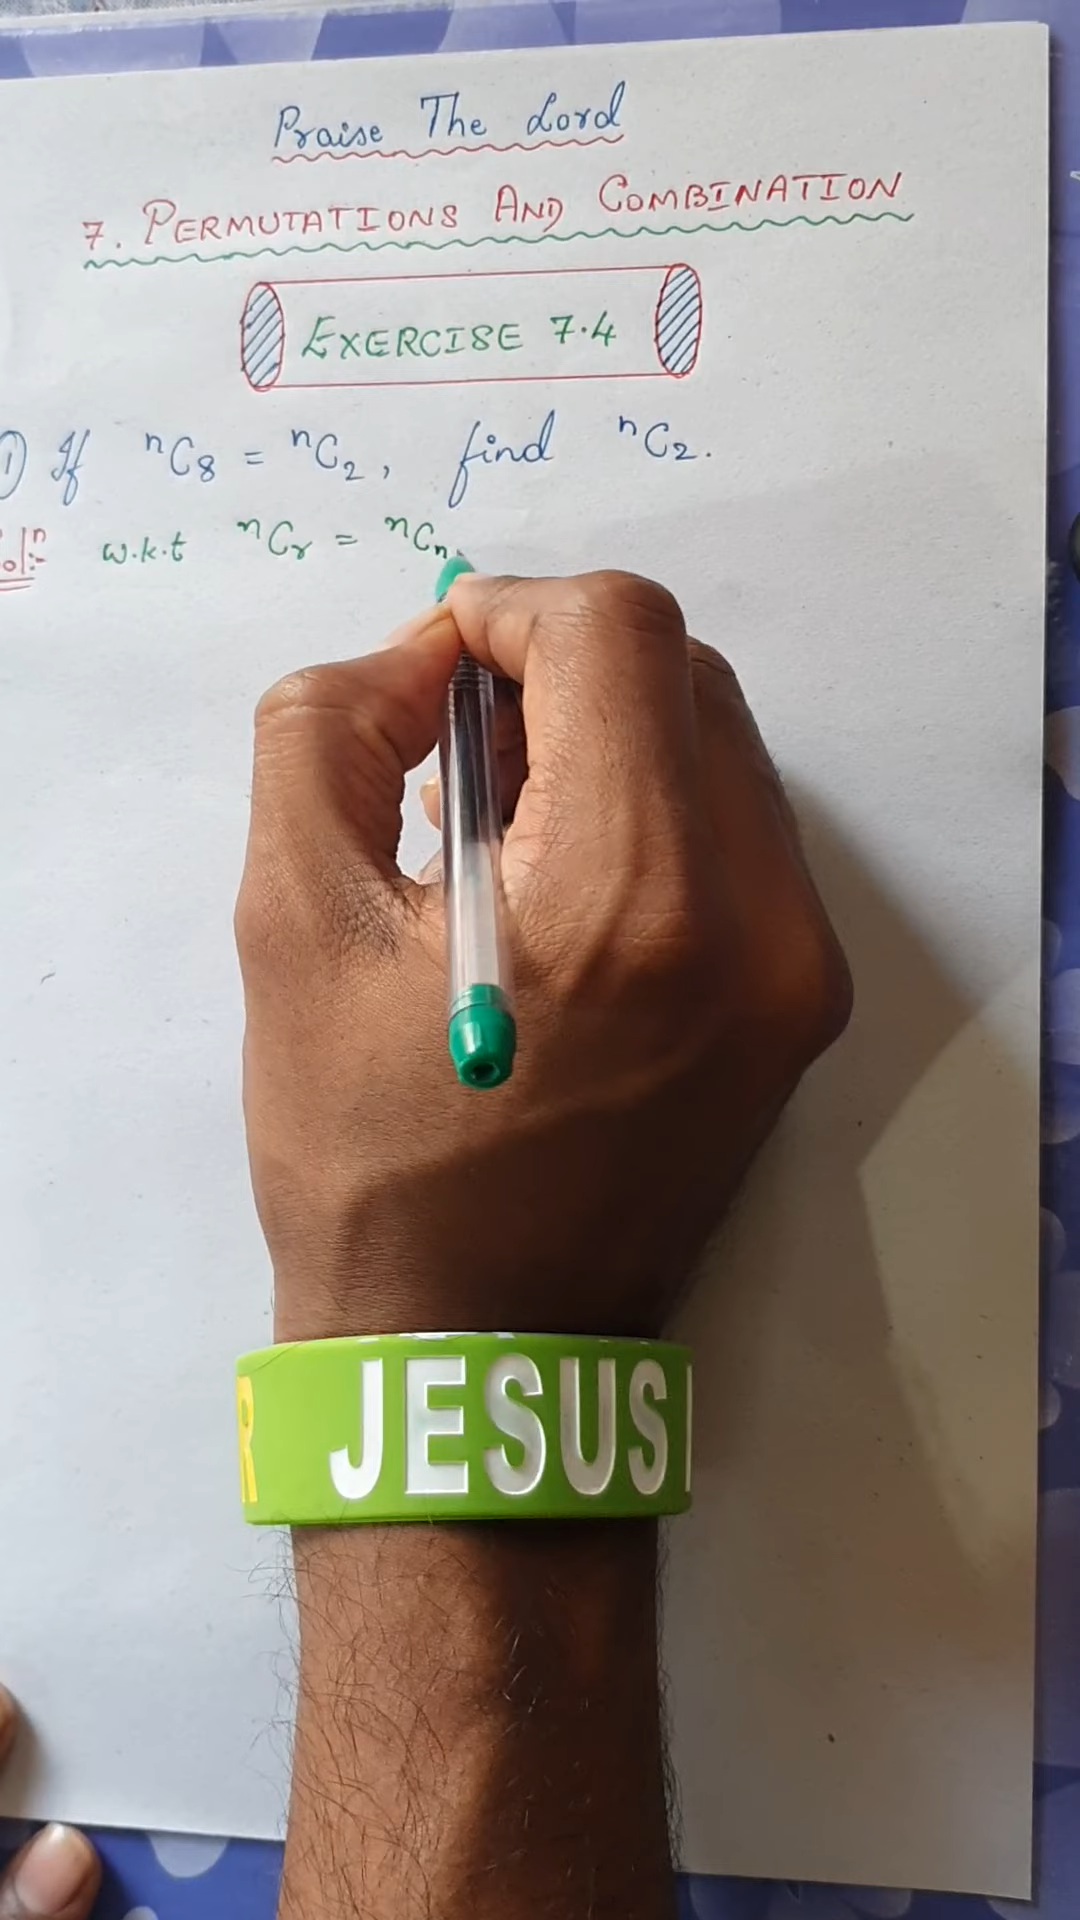 Praise The Lord
7. PERMUTATIONS AND COMBINATION
EXERCISE 7.4
1) If ⁿC₈ = ⁿC₂, find ⁿC₂.
w.k.t ⁿCᵣ = ⁿCₙ
R JESUS